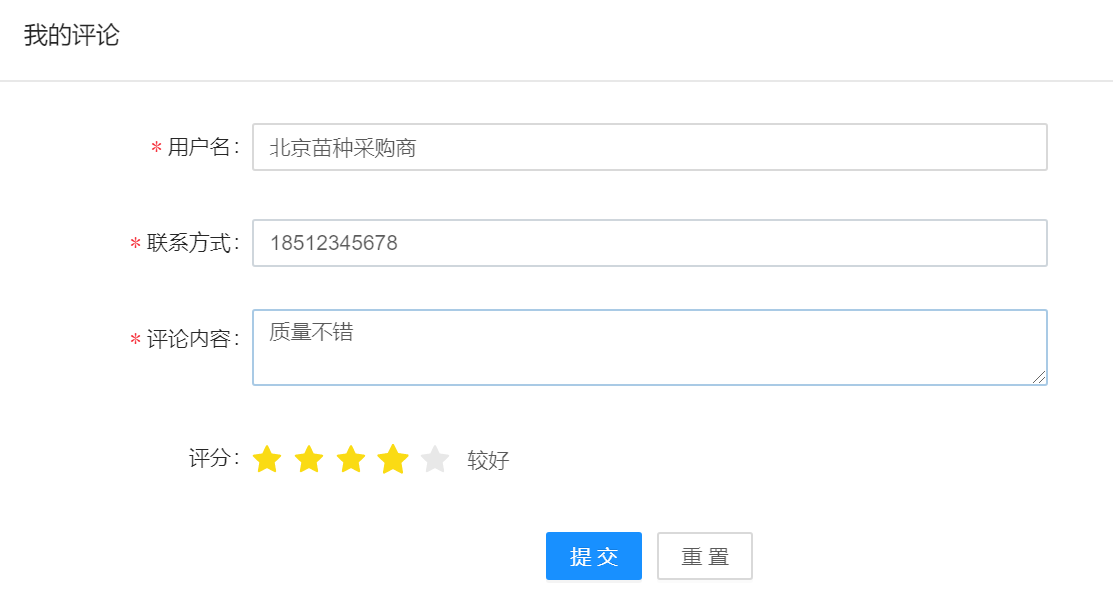 我的评论
* 用户名： 北京苗种采购商
* 联系方式： 18512345678
* 评论内容： 质量不错
评分： 较好
提 交 重 置